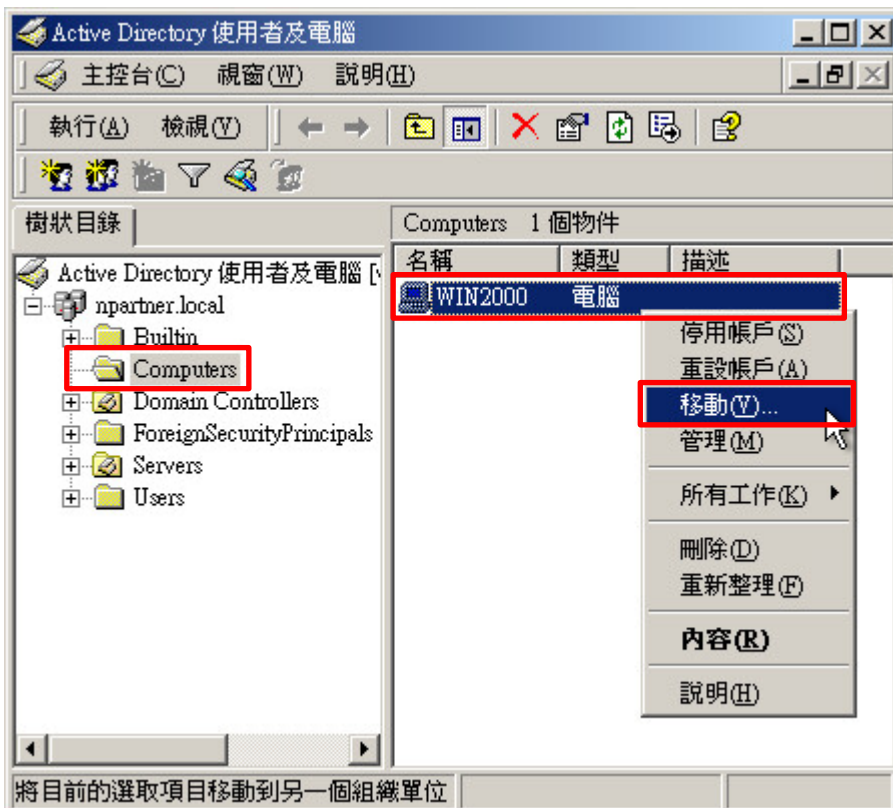 Active Directory 使用者及電腦
主控台(C) 視窗(W) 說明(H)
執行(A) 檢視(V)
樹狀目錄
Computers 1 個物件
Active Directory 使用者及電腦 [
npartner.local
Builtin
Computers
Domain Controllers
ForeignSecurityPrincipals
Servers
Users
名稱 類型 描述
WIN2000 電腦
停用帳戶(S)
重設帳戶(A)
移動(V)...
管理(M)
所有工作(K)
刪除(D)
重新整理(F)
內容(R)
說明(H)
將目前的選取項目移動到另一個組織單位